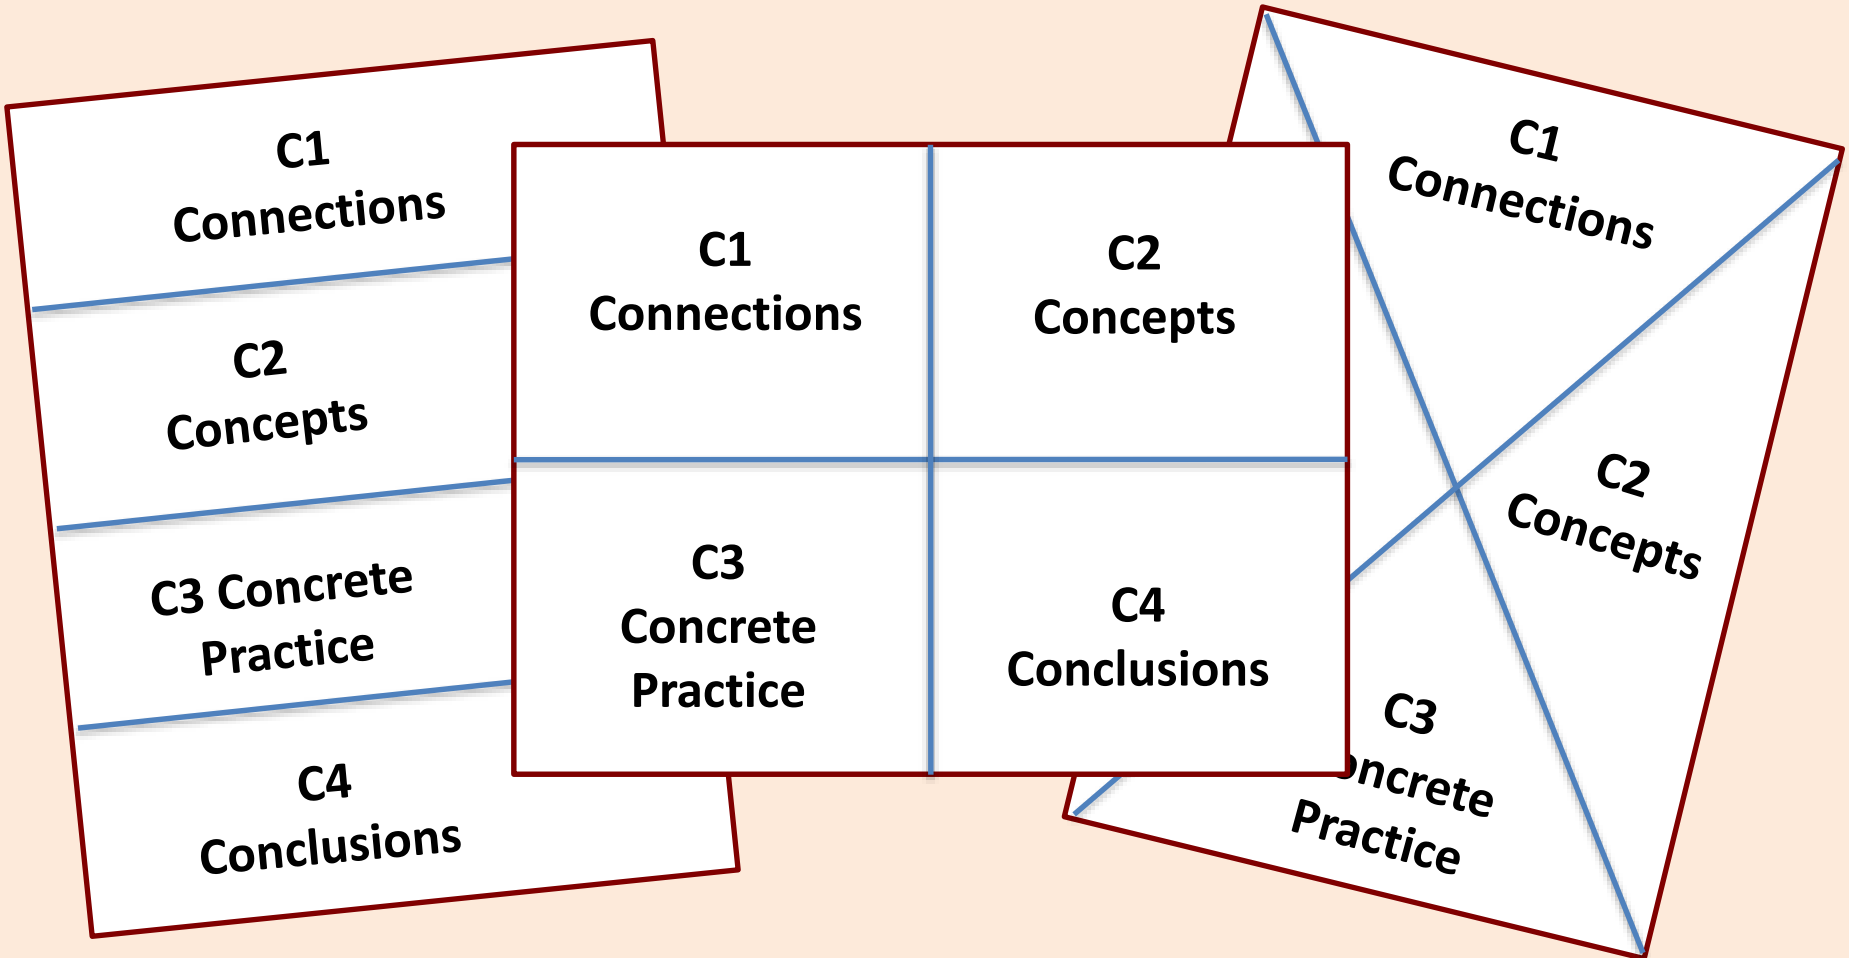 C1
Connections
C2
Concepts
C3 Concrete
Practice
C4
Conclusions
C1
Connections
C2
Concepts
C3
Concrete
Practice
C4
Conclusions
C1
Connections
C2
Concepts
C3
oncrete
Practice